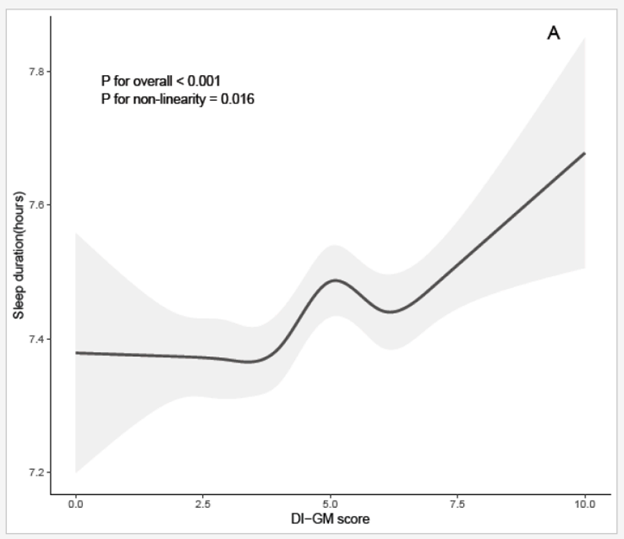 A
7.8
P for overall < 0.001
P for non-linearity = 0.016
7.6
Sleep duration(hours)
7.4
7.2
0.0 2.5 5.0 7.5 10.0
DI−GM score